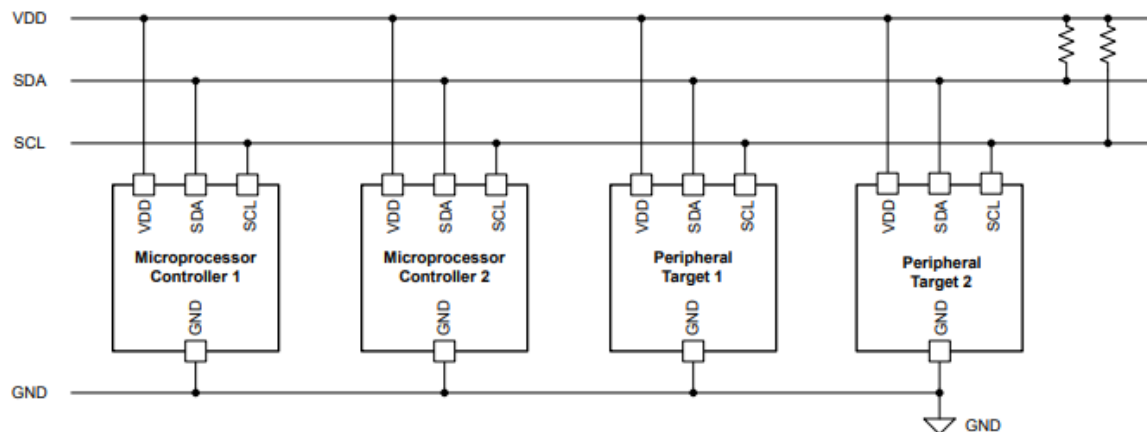 VDD
SDA
SCL
VDD SDA SCL
VDD SDA SCL
VDD SDA SCL
VDD SDA SCL
Microprocessor
Controller 1
Microprocessor
Controller 2
Peripheral
Target 1
Peripheral
Target 2
GND
GND
GND
GND
GND
GND